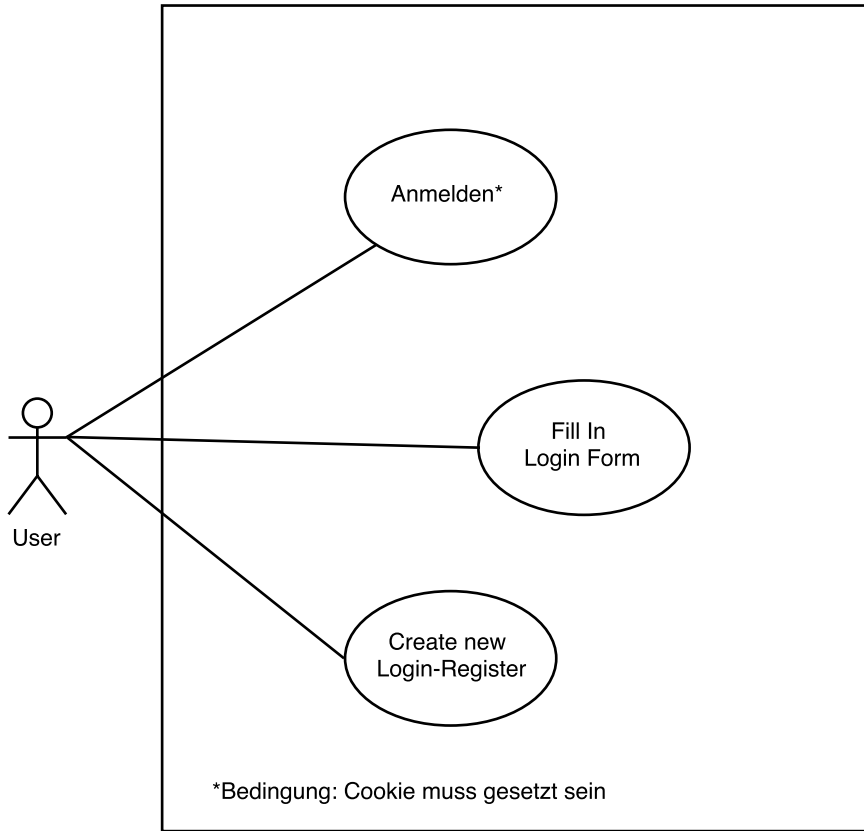 Anmelden*
Fill In
Login Form
User
Create new
Login-Register
*Bedingung: Cookie muss gesetzt sein